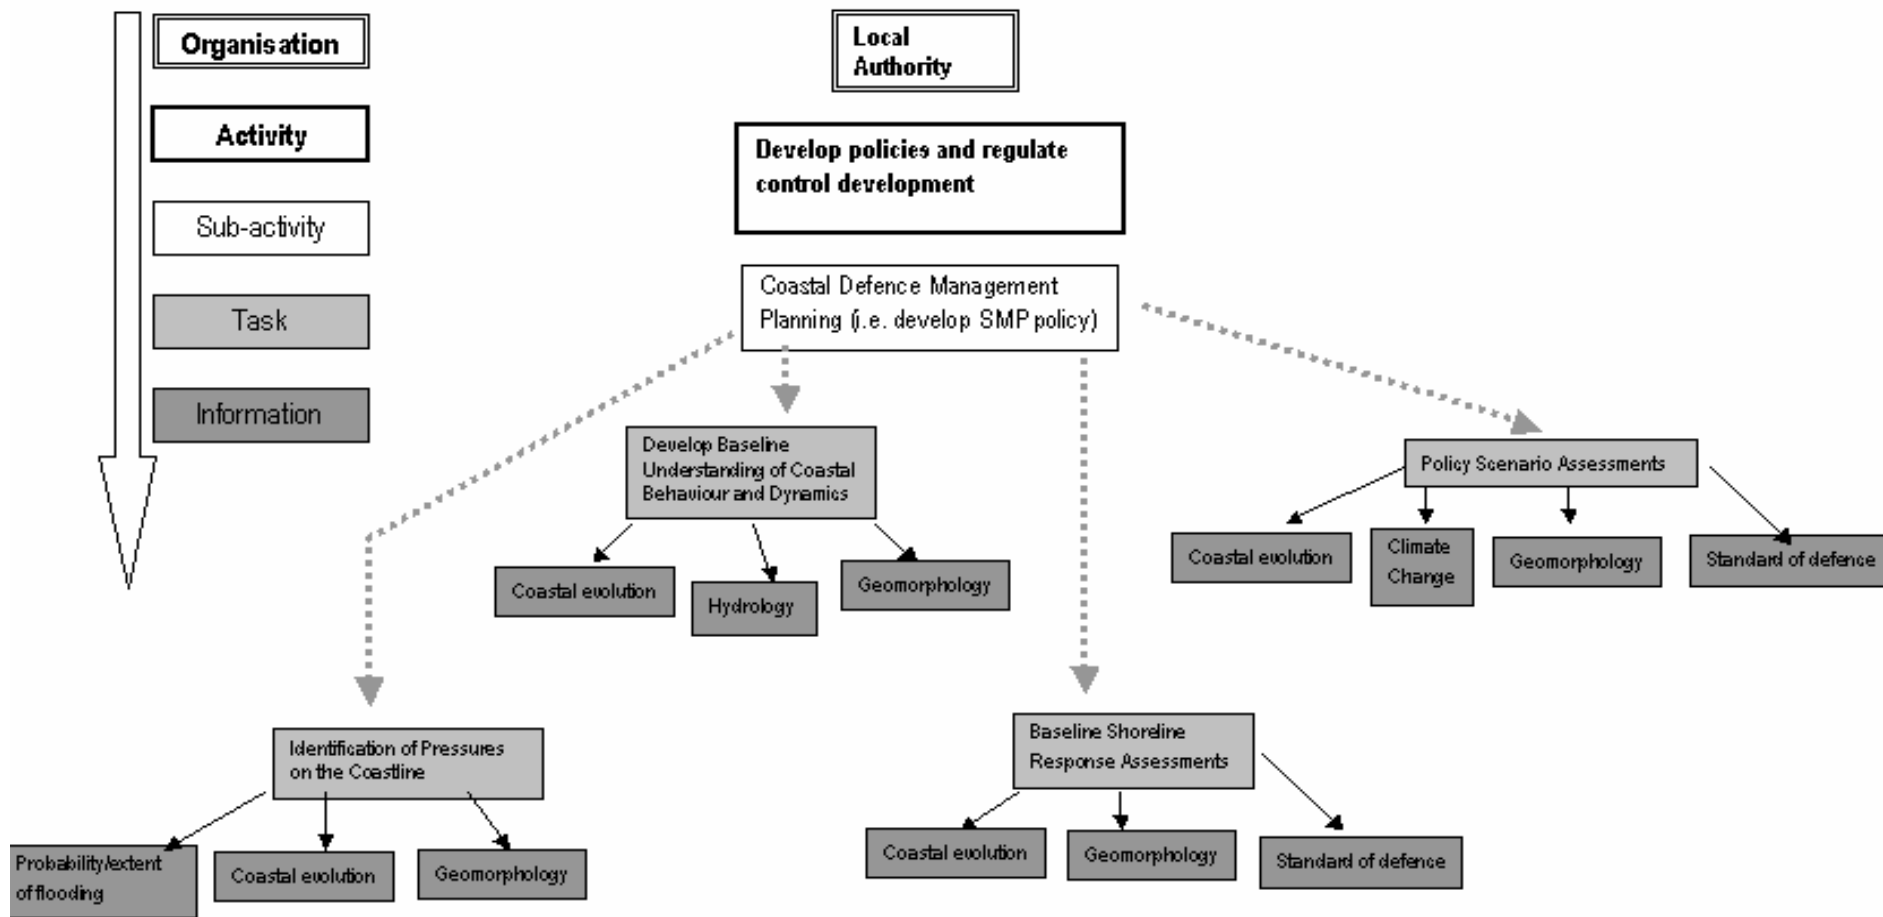 Organisation
Activity
Sub-activity
Task
Information
Local
Authority
Develop policies and regulate
control development
Coastal Defence Management
Planning (i.e. develop SMP policy)
Develop Baseline
Understanding of Coastal
Behaviour and Dynamics
Coastal evolution
Hydrology
Geomorphology
Policy Scenario Assessments
Coastal evolution
Climate
Change
Geomorphology
Standard of defence
Identification of Pressures
on the Coastline
Probability/extent
of flooding
Coastal evolution
Geomorphology
Baseline Shoreline
Response Assessments
Coastal evolution
Geomorphology
Standard of defence